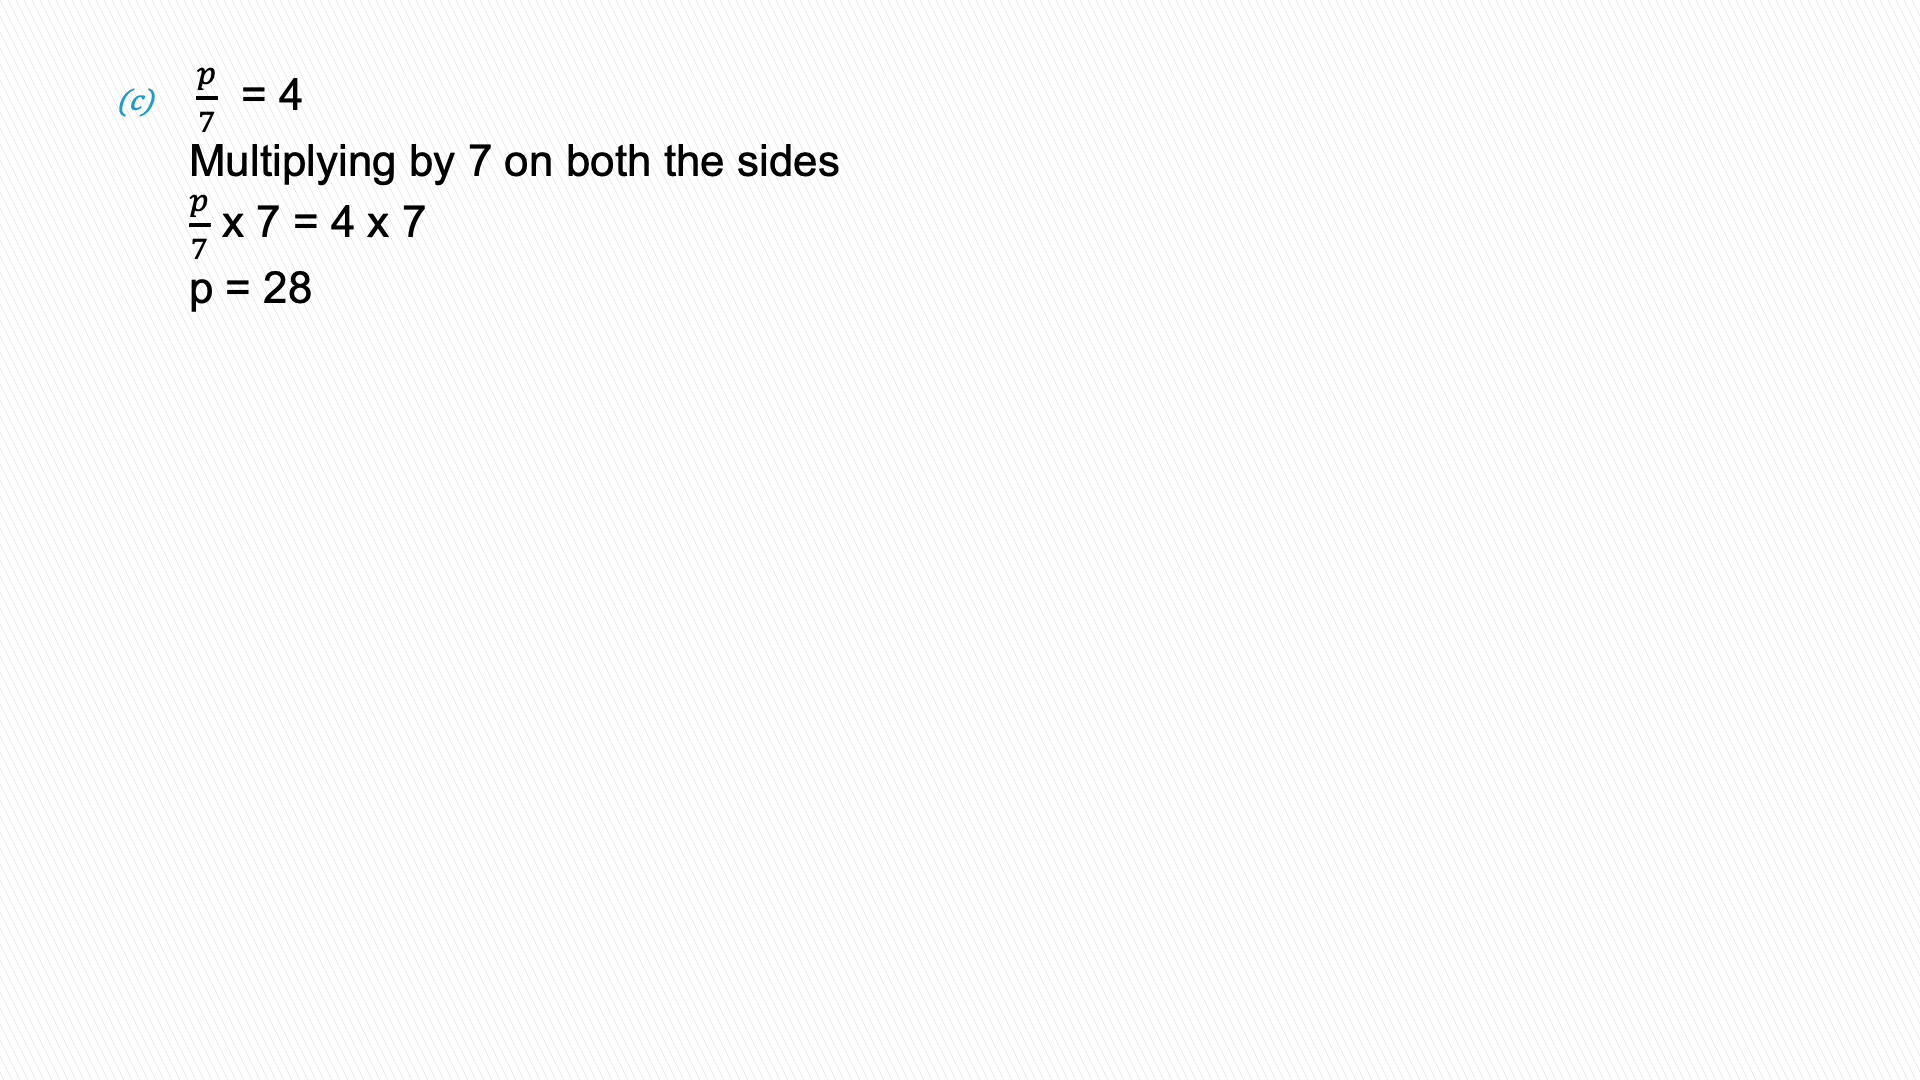 (c) p/7 = 4
Multiplying by 7 on both the sides
p/7 x 7 = 4 x 7
p = 28